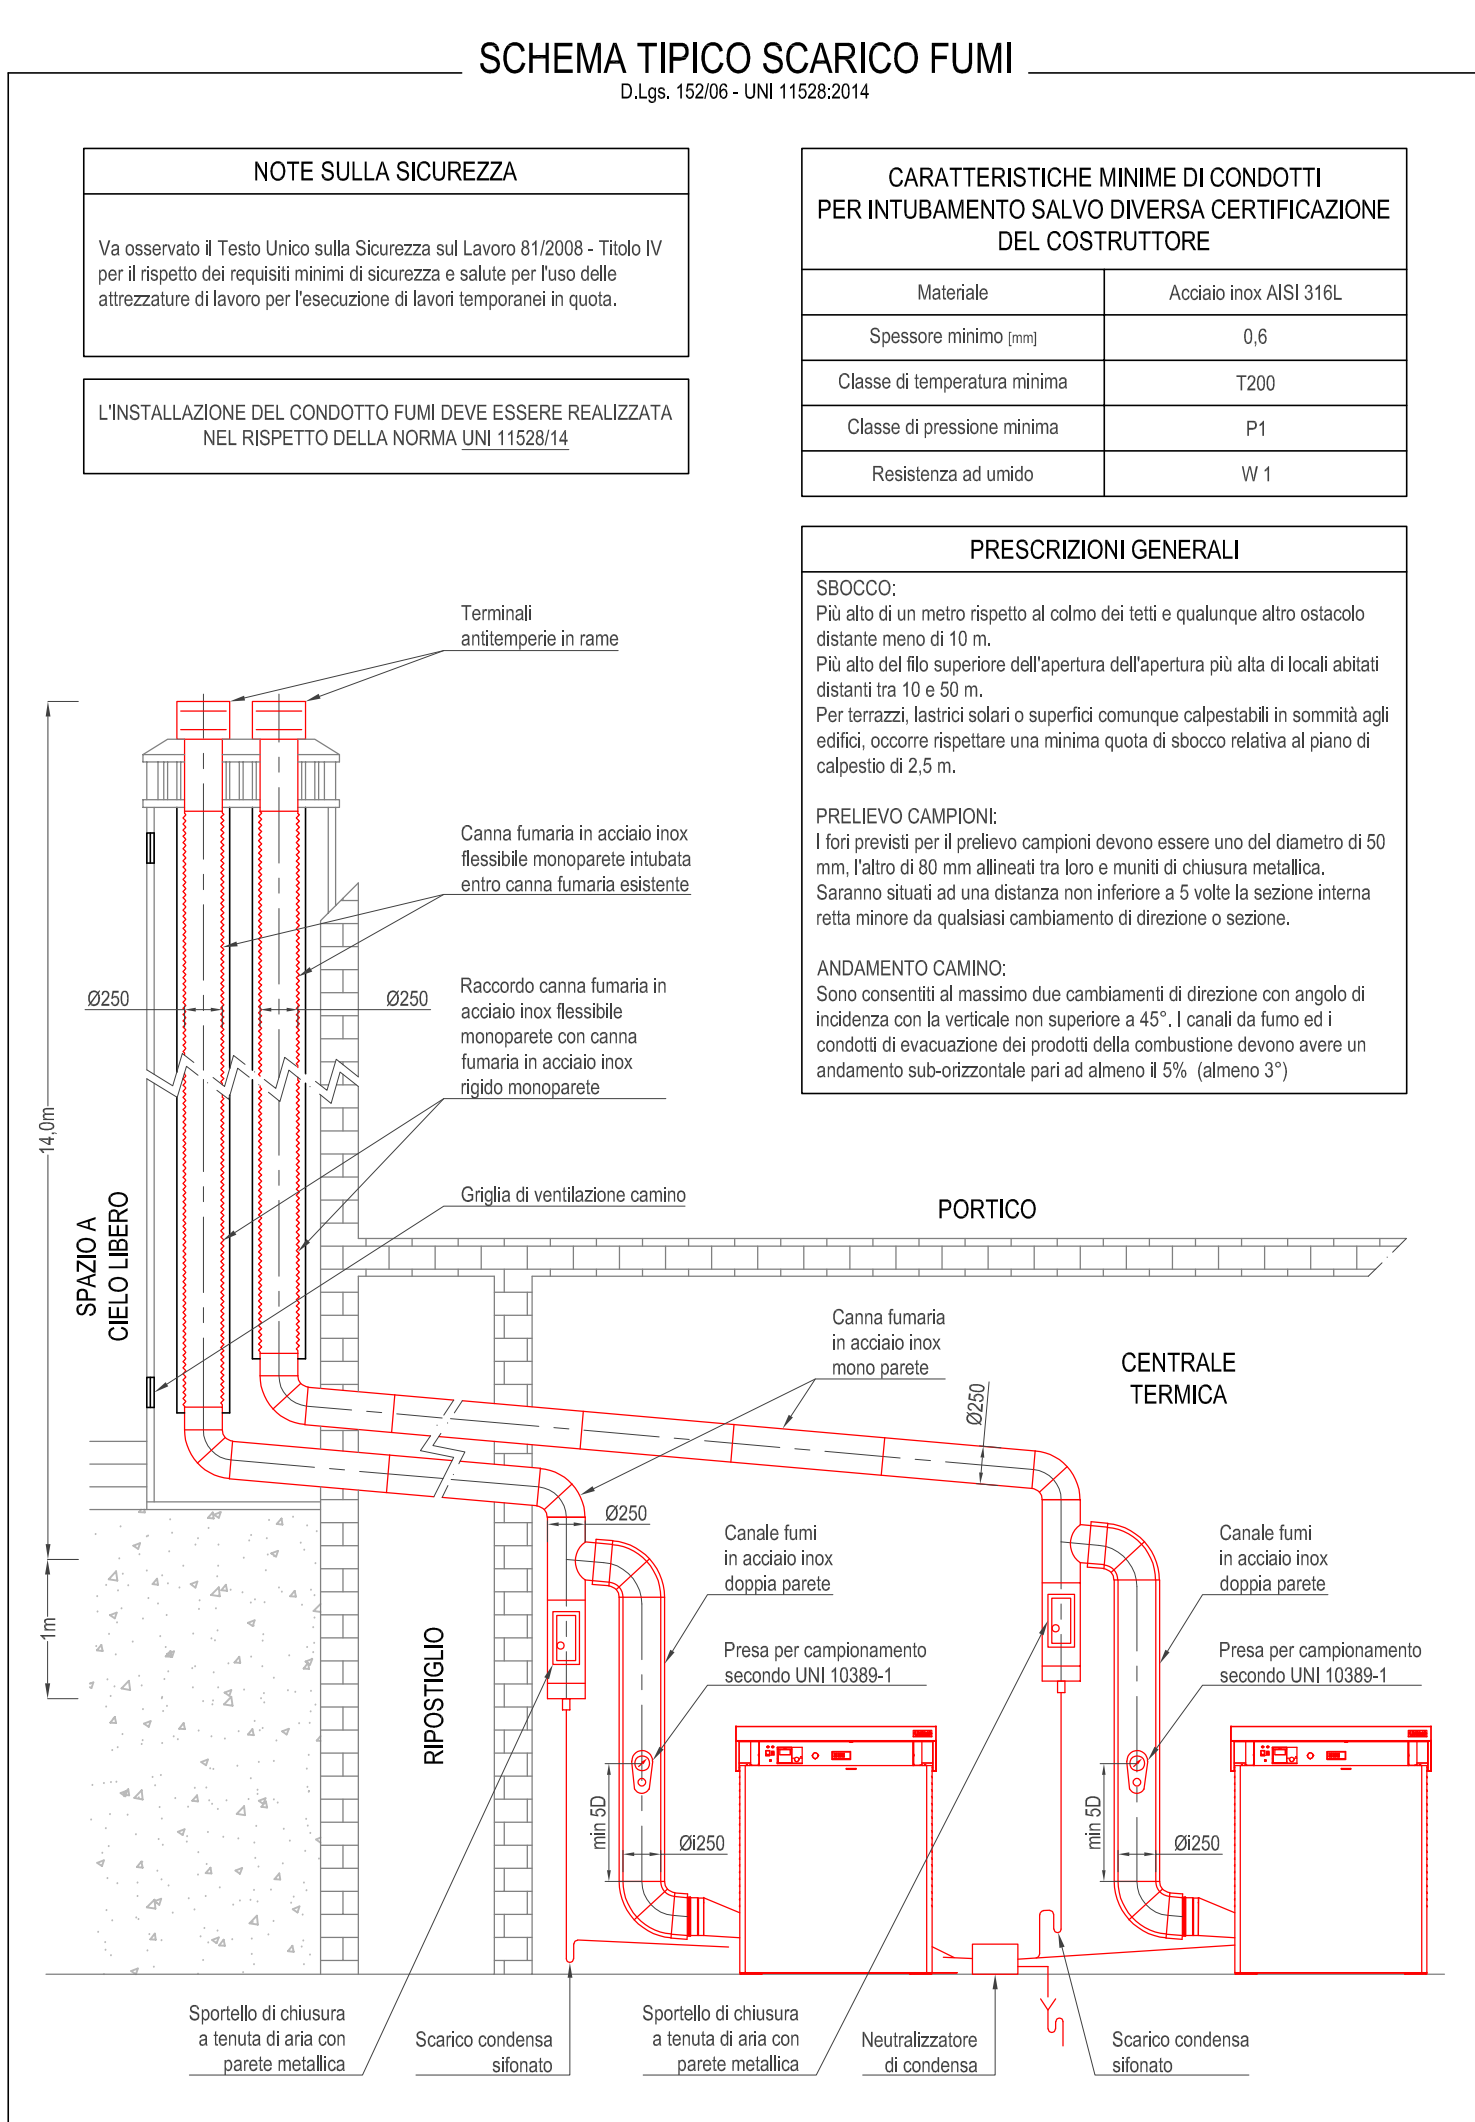 SCHEMA TIPICO SCARICO FUMI
D.Lgs. 152/06 - UNI 11528:2014
NOTE SULLA SICUREZZA
Va osservato il Testo Unico sulla Sicurezza sul Lavoro 81/2008 - Titolo IV
per il rispetto dei requisiti minimi di sicurezza e salute per l'uso delle
attrezzature di lavoro per l'esecuzione di lavori temporanei in quota.
L'INSTALLAZIONE DEL CONDOTTO FUMI DEVE ESSERE REALIZZATA
NEL RISPETTO DELLA NORMA UNI 11528/14
CARATTERISTICHE MINIME DI CONDOTTI
PER INTUBAMENTO SALVO DIVERSA CERTIFICAZIONE
DEL COSTRUTTORE
Materiale Acciaio inox AISI 316L
Spessore minimo [mm] 0,6
Classe di temperatura minima T200
Classe di pressione minima P1
Resistenza ad umido W 1
PRESCRIZIONI GENERALI
SBOCCO:
Più alto di un metro rispetto al colmo dei tetti e qualunque altro ostacolo
distante meno di 10 m.
Più alto del filo superiore dell'apertura dell'apertura più alta di locali abitati
distanti tra 10 e 50 m.
Per terrazzi, lastrici solari o superfici comunque calpestabili in sommità agli
edifici, occorre rispettare una minima quota di sbocco relativa al piano di
calpestio di 2,5 m.
PRELIEVO CAMPIONI:
I fori previsti per il prelievo campioni devono essere uno del diametro di 50
mm, l'altro di 80 mm allineati tra loro e muniti di chiusura metallica.
Saranno situati ad una distanza non inferiore a 5 volte la sezione interna
retta minore da qualsiasi cambiamento di direzione o sezione.
ANDAMENTO CAMINO:
Sono consentiti al massimo due cambiamenti di direzione con angolo di
incidenza con la verticale non superiore a 45°. I canali da fumo ed i
condotti di evacuazione dei prodotti della combustione devono avere un
andamento sub-orizzontale pari ad almeno il 5% (almeno 3°)
Terminali
antitemperie in rame
Canna fumaria in acciaio inox
flessibile monoparete intubata
entro canna fumaria esistente
Ø250
Ø250
Raccordo canna fumaria in
acciaio inox flessibile
monoparete con canna
fumaria in acciaio inox
rigido monoparete
14,0m
SPAZIO A
CIELO LIBERO
Griglia di ventilazione camino
PORTICO
Canna fumaria
in acciaio inox
mono parete
CENTRALE
TERMICA
Ø250
Ø250
Canale fumi
in acciaio inox
doppia parete
Canale fumi
in acciaio inox
doppia parete
1m
RIPOSTIGLIO
Presa per campionamento
secondo UNI 10389-1
Presa per campionamento
secondo UNI 10389-1
min 5D
Øi250
min 5D
Øi250
Sportello di chiusura
a tenuta di aria con
parete metallica
Scarico condensa
sifonato
Sportello di chiusura
a tenuta di aria con
parete metallica
Neutralizzatore
di condensa
Scarico condensa
sifonato